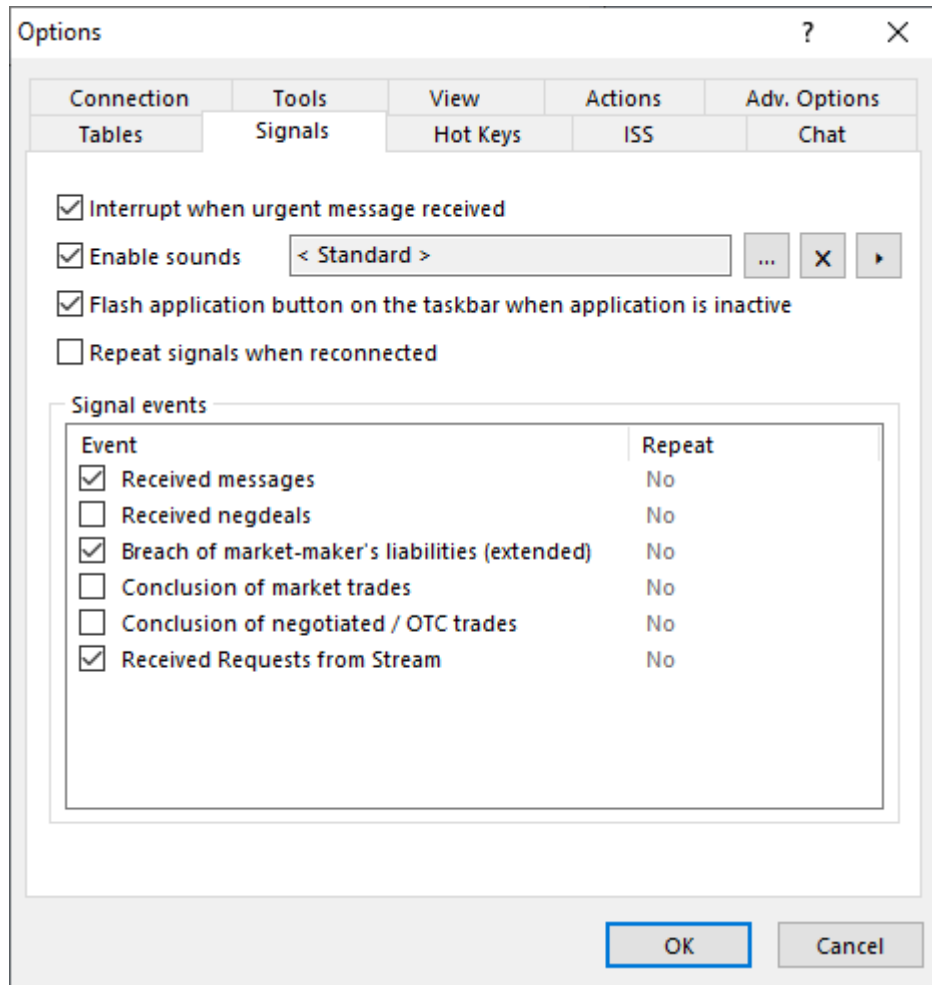 Options ?
Connection Tools View Actions Adv. Options
Tables Signals Hot Keys ISS Chat
Interrupt when urgent message received
Enable sounds < Standard > ... x
Flash application button on the taskbar when application is inactive
Repeat signals when reconnected
Signal events
Event Repeat
Received messages No
Received negdeals No
Breach of market-maker's liabilities (extended) No
Conclusion of market trades No
Conclusion of negotiated / OTC trades No
Received Requests from Stream No
OK Cancel